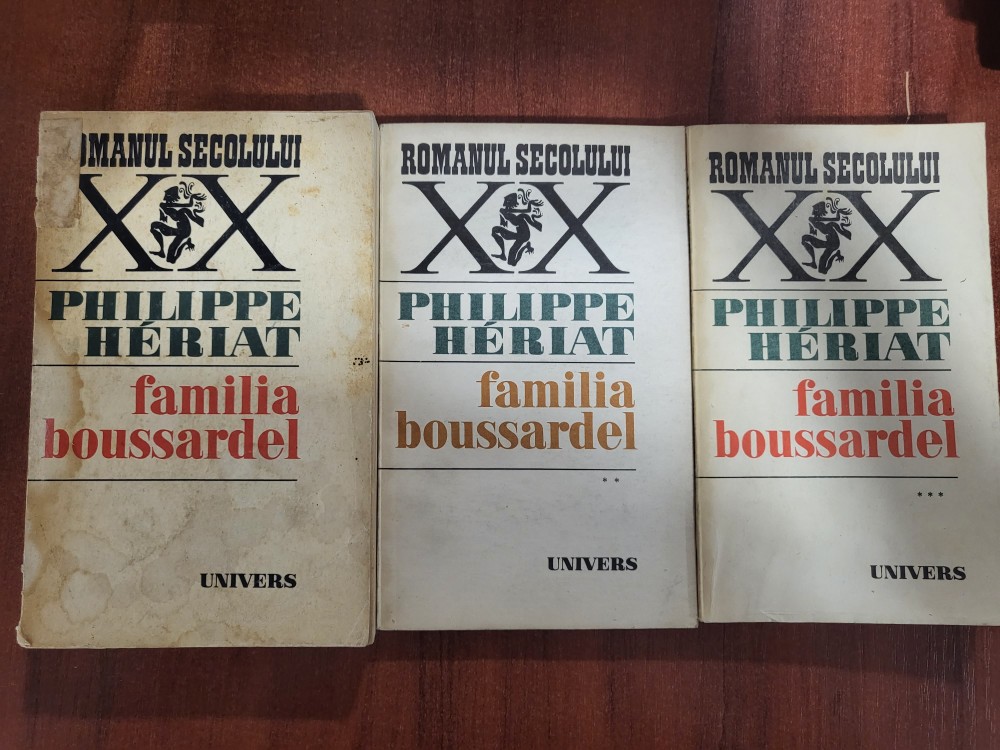 OMANUL SECOLULUI
XX
PHILIPPE
HÉRIAT
familia
boussardel
UNIVERS
ROMANUL SECOLULUI
XX
PHILIPPE
HÉRIAT
familia
boussardel
* *
UNIVERS
ROMANUL SECOLULUI
XX
PHILIPPE
HÉRIAT
familia
boussardel
* * *
UNIVERS